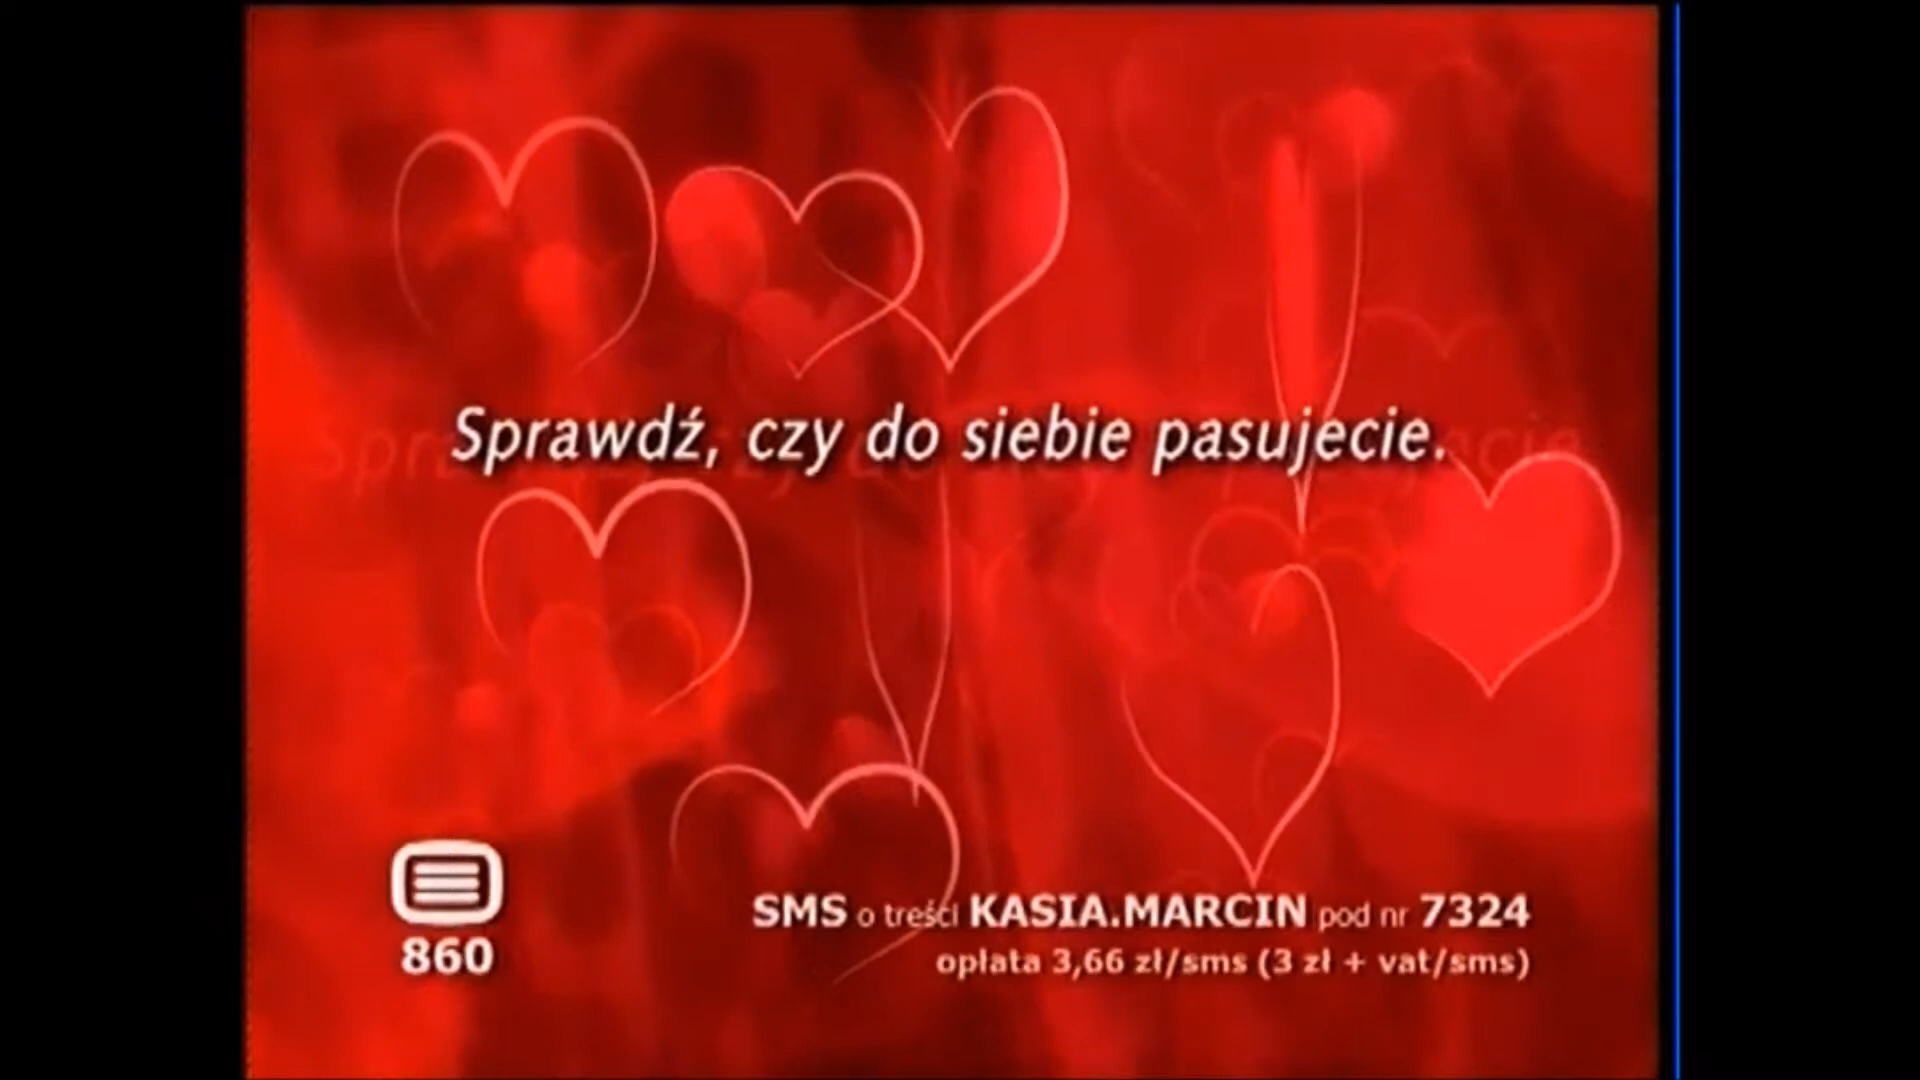 Sprawdź, czy do siebie pasujecie.
SMS o treści KASIA.MARCIN pod nr 7324
opłata 3,66 zł/sms (3 zł + vat/sms)
860